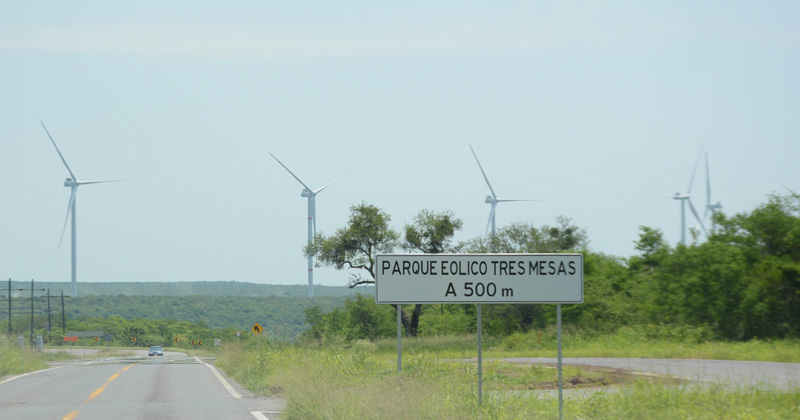 PARQUE EOLICO TRES MESAS
A 500 m